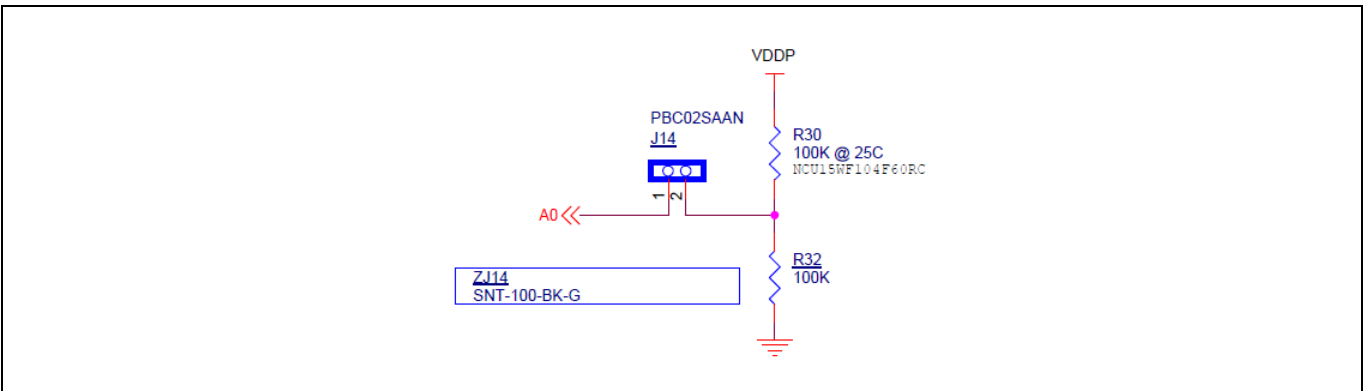 VDDP
PBC02SAAN
J14
R30
100K @ 25C
NCU15WF104F60RC
1
2
A0
R32
100K
ZJ14
SNT-100-BK-G